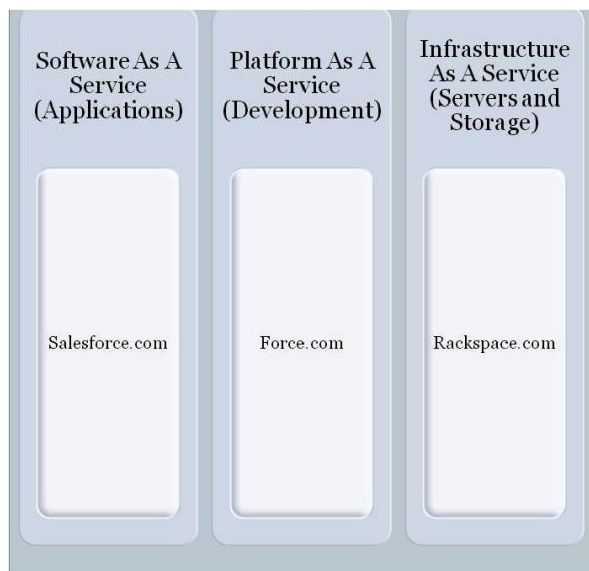 Software As A
Service
(Applications)
Salesforce.com
Platform As A
Service
(Development)
Force.com
Infrastructure
As A Service
(Servers and
Storage)
Rackspace.com